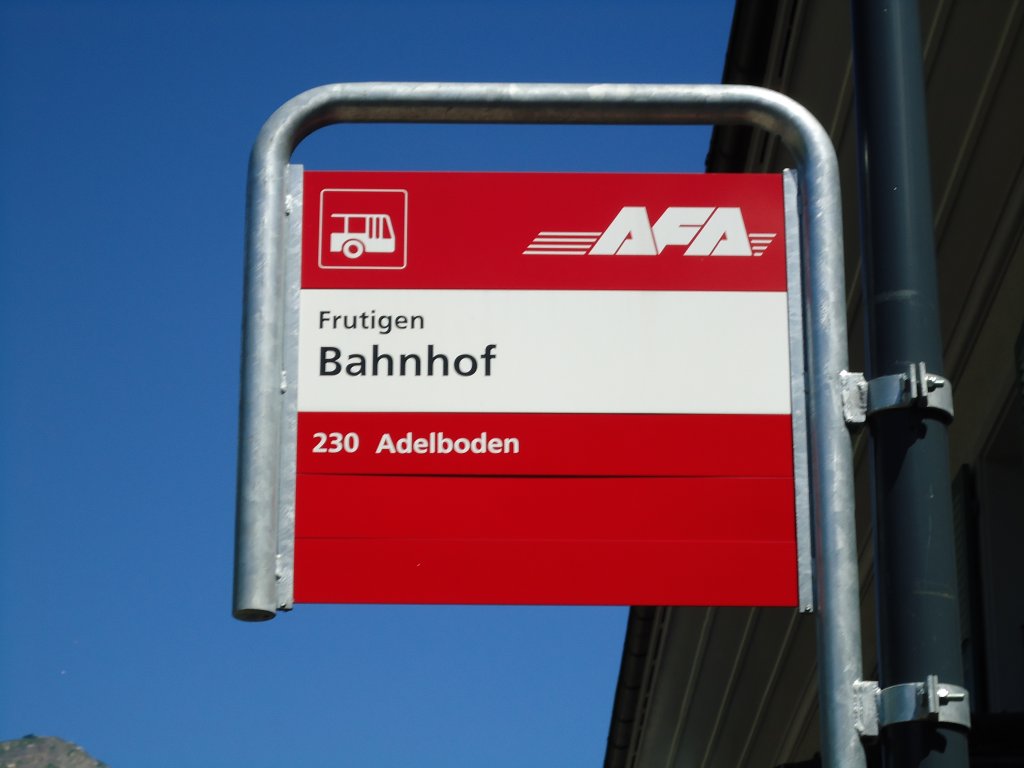 AFA
Frutigen
Bahnhof
230 Adelboden